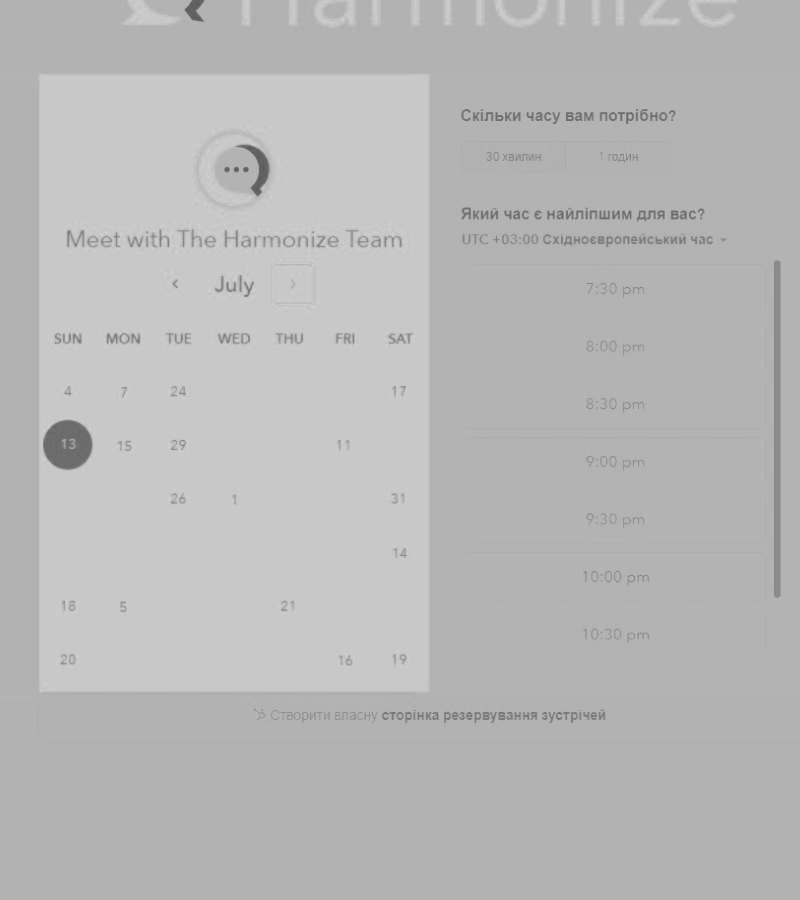 Harmonize
Meet with The Harmonize Team
July
SUN MON TUE WED THU FRI SAT
4 7 24 17
13 15 29 11
26 1 31
14
18 5 21
20 16 19
Скільки часу вам потрібно?
30 хвилин 1 годин
Який час є найліпшим для вас?
UTC +03:00 Східноєвропейський час
7:30 pm
8:00 pm
8:30 pm
9:00 pm
9:30 pm
10:00 pm
10:30 pm
Створити власну сторінка резервування зустрічей